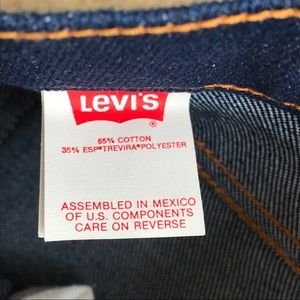 Levi's
®
65% COTTON
35% ESP®TREVIRA®POLYESTER
ASSEMBLED IN MEXICO
OF U.S. COMPONENTS
CARE ON REVERSE